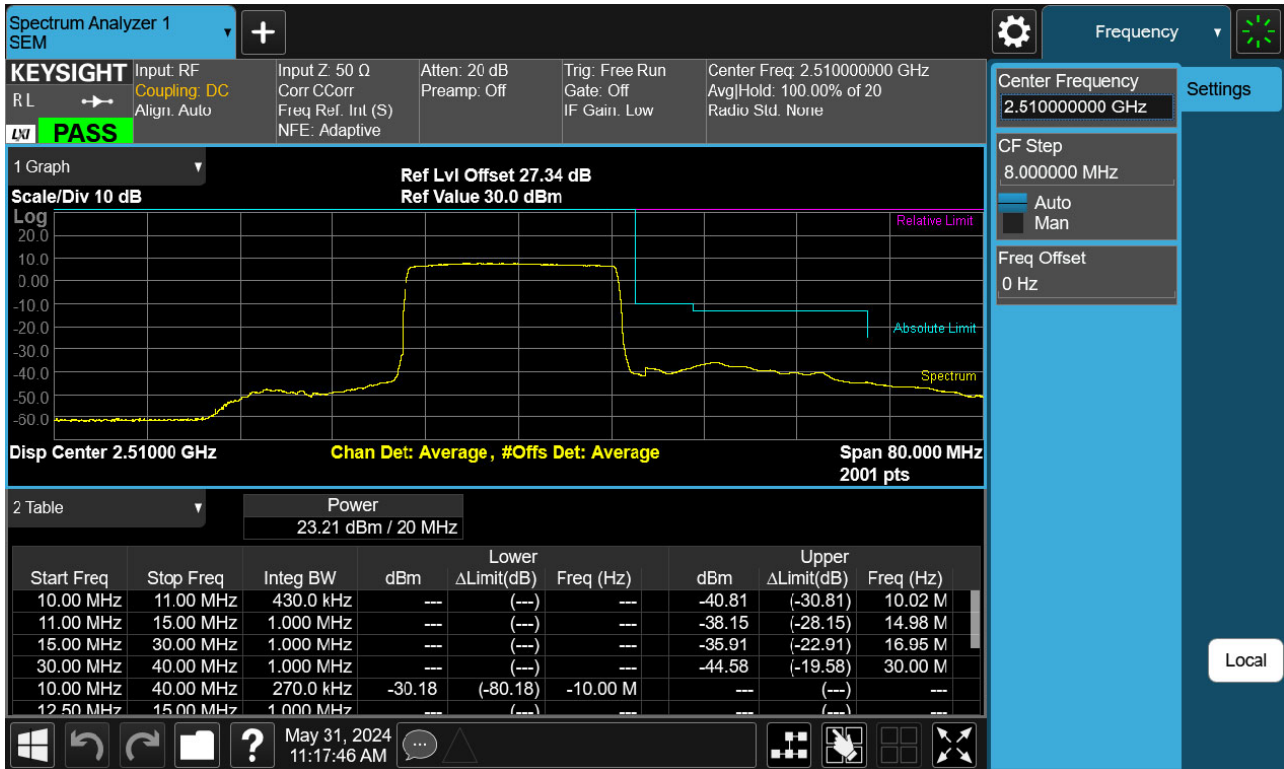 Spectrum Analyzer 1
SEM
+
Frequency
KEYSIGHT
R L
LXI PASS
Input: RF
Coupling: DC
Align: Auto
Input Z: 50 Ω
Corr CCorr
Freq Ref: Int (S)
NFE: Adaptive
Atten: 20 dB
Preamp: Off
Trig: Free Run
Gate: Off
IF Gain: Low
Center Freq: 2.510000000 GHz
Avg|Hold: 100.00% of 20
Radio Std: None
Center Frequency
2.510000000 GHz
Settings
CF Step
8.000000 MHz
Auto
Man
Freq Offset
0 Hz
1 Graph
Scale/Div 10 dB
Ref Lvl Offset 27.34 dB
Ref Value 30.0 dBm
Log
20.0
10.0
0.00
-10.0
-20.0
-30.0
-40.0
-50.0
-60.0
Relative Limit
Absolute Limit
Spectrum
Disp Center 2.51000 GHz
Chan Det: Average , #Offs Det: Average
Span 80.000 MHz
2001 pts
2 Table
Power
23.21 dBm / 20 MHz
Lower Upper
Start Freq Stop Freq Integ BW dBm ΔLimit(dB) Freq (Hz) dBm ΔLimit(dB) Freq (Hz)
10.00 MHz 11.00 MHz 430.0 kHz --- (---) --- -40.81 (-30.81) 10.02 M
11.00 MHz 15.00 MHz 1.000 MHz --- (---) --- -38.15 (-28.15) 14.98 M
15.00 MHz 30.00 MHz 1.000 MHz --- (---) --- -35.91 (-22.91) 16.95 M
30.00 MHz 40.00 MHz 1.000 MHz --- (---) --- -44.58 (-19.58) 30.00 M
10.00 MHz 40.00 MHz 270.0 kHz -30.18 (-80.18) -10.00 M --- (---) ---
12.50 MHz 15.00 MHz 1.000 MHz --- (---) --- --- (---) ---
Local
?
May 31, 2024
11:17:46 AM